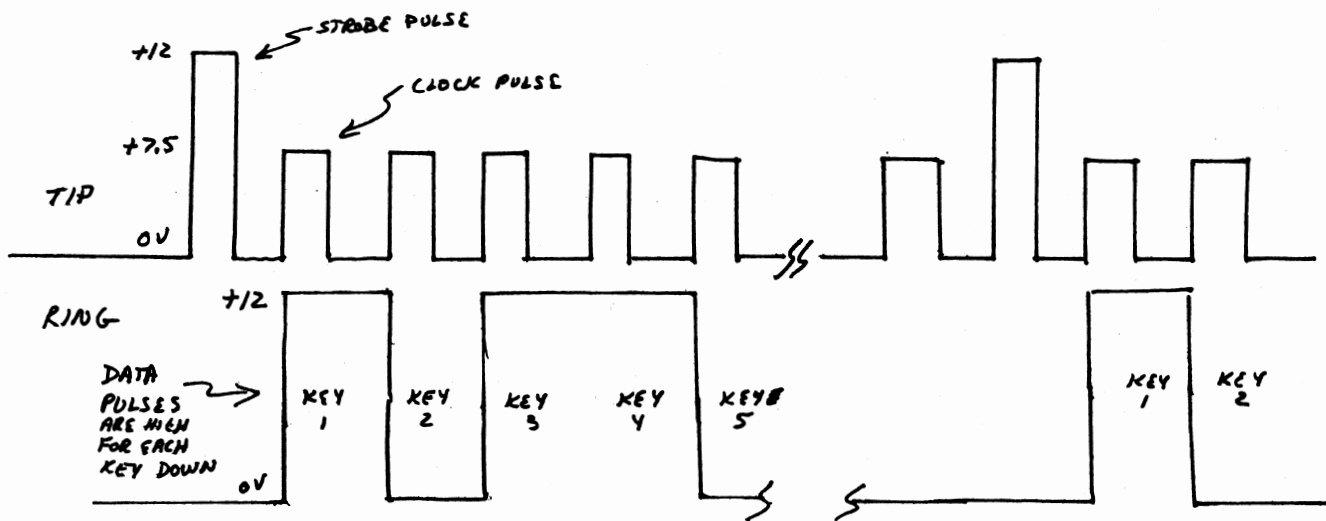 STROBE PULSE
+12
CLOCK PULSE
+7.5
TIP
0V
+12
RING
DATA
PULSES
ARE HIGH
FOR EACH
KEY DOWN
KEY
1
KEY
2
KEY
3
KEY
4
KEY
5
KEY
1
KEY
2
0V